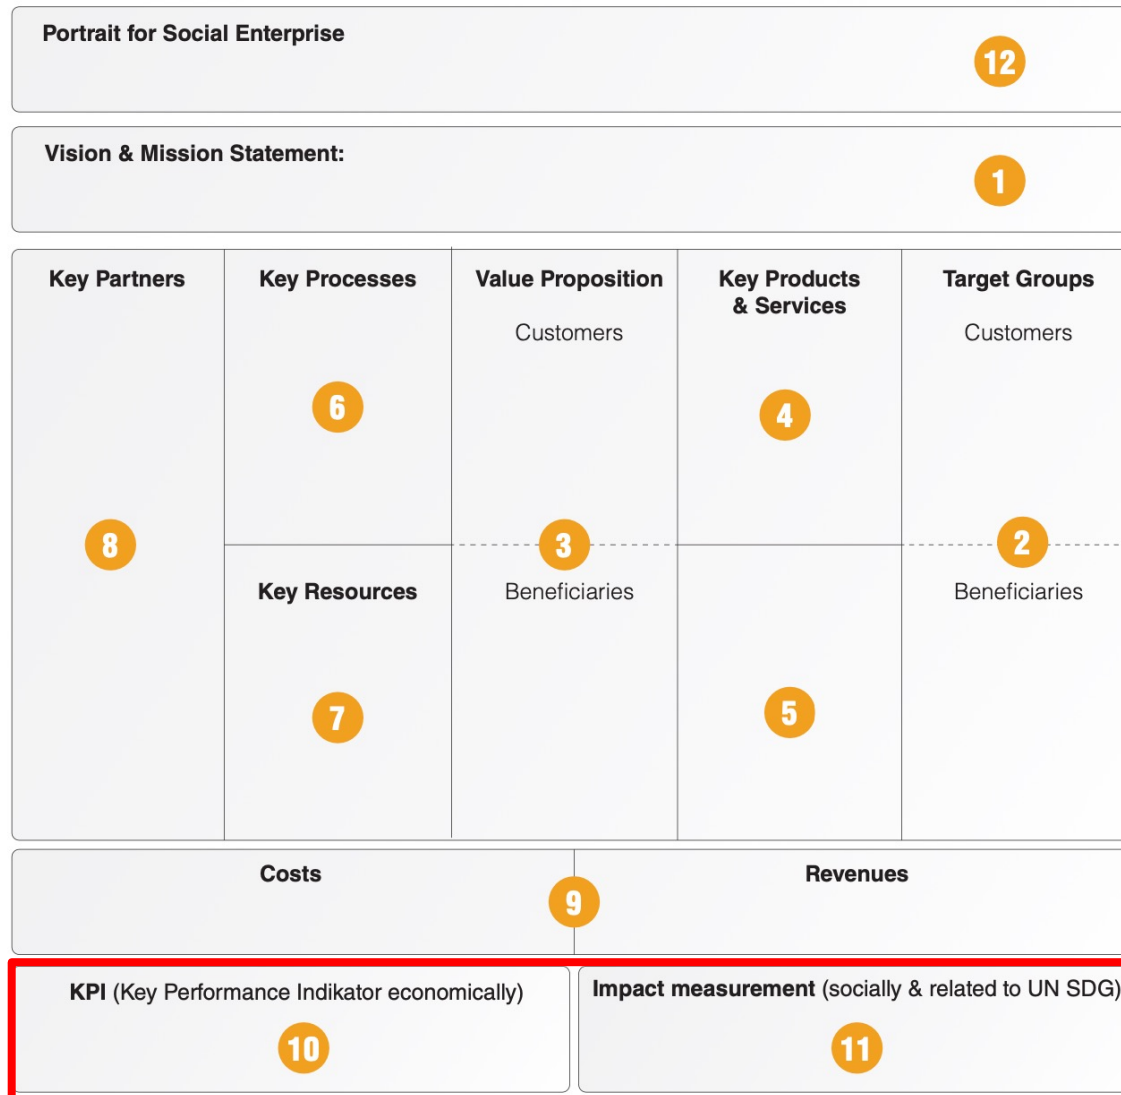 Portrait for Social Enterprise
12
Vision & Mission Statement:
1
Key Partners
8
Key Processes
6
Key Resources
7
Value Proposition
Customers
3
Beneficiaries
Key Products
& Services
4
5
Target Groups
Customers
2
Beneficiaries
Costs
9
Revenues
KPI (Key Performance Indikator economically)
10
Impact measurement (socially & related to UN SDG)
11